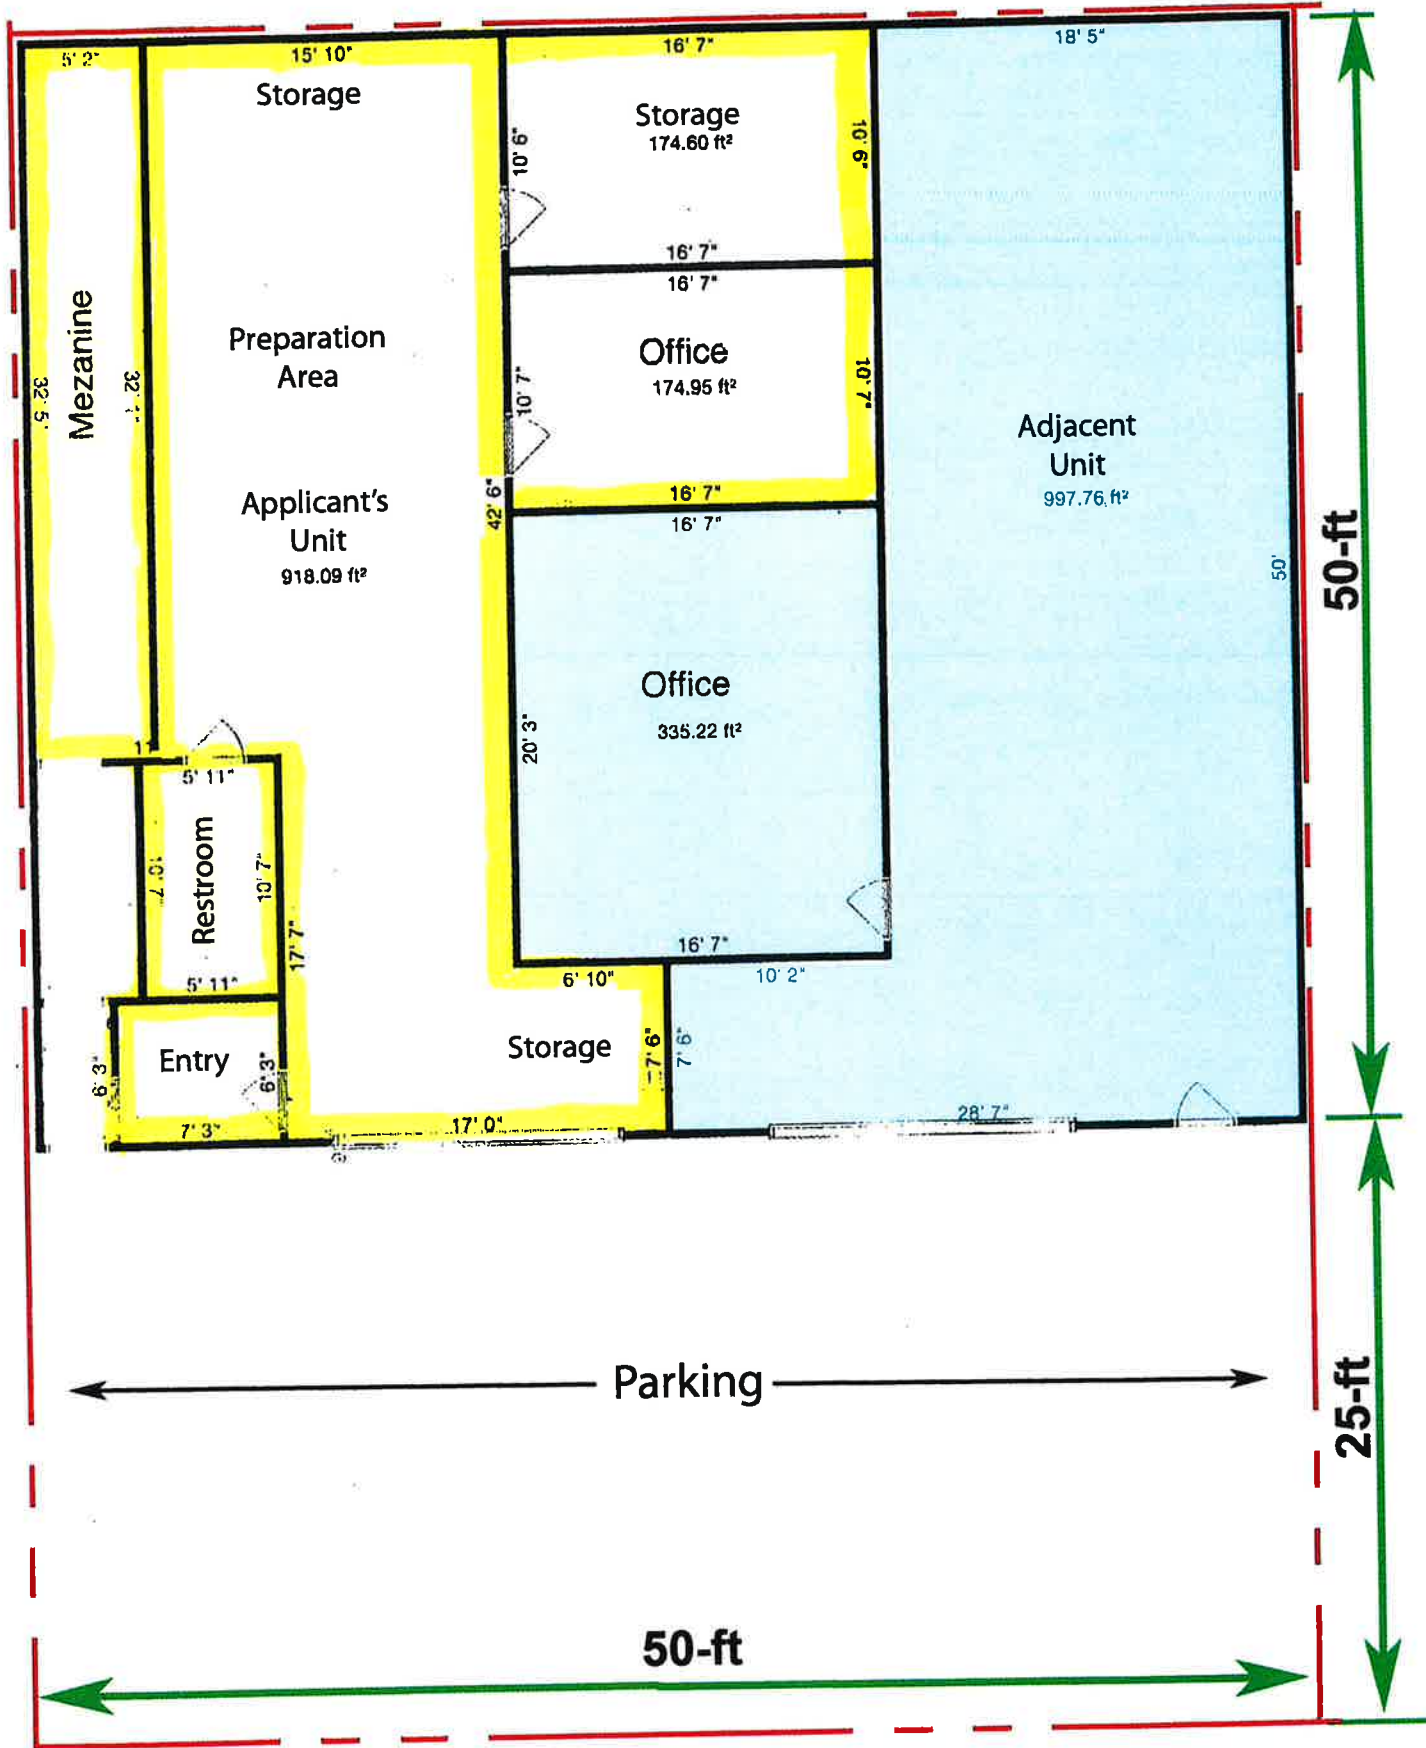 5' 2"
15' 10"
16' 7"
18' 5"
Storage
Storage
174.60 ft²
10' 6"
10' 6"
16' 7"
16' 7"
Mezanine
32' 5"
Preparation
Area
Office
174.95 ft²
10' 7"
10' 7"
Adjacent
Unit
997.76 ft²
Applicant's
Unit
918.09 ft²
42' 6"
16' 7"
16' 7"
50'
50-ft
Office
335.22 ft²
20' 3"
5' 11"
Restroom
10' 7"
10' 7"
17' 7"
5' 11"
16' 7"
6' 10"
10' 2"
Entry
6' 3"
6' 3"
Storage
7' 6"
7' 6"
7' 3"
17' 0"
28' 7"
Parking
25-ft
50-ft